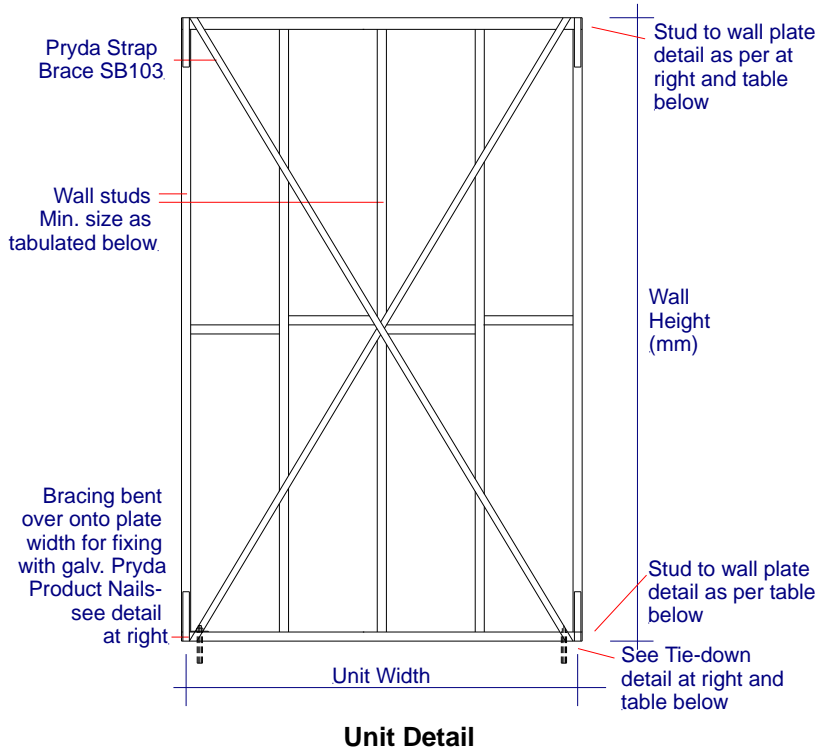 Pryda Strap
Brace SB103
Stud to wall plate
detail as per at
right and table
below
Wall studs
Min. size as
tabulated below
Wall
Height
(mm)
Bracing bent
over onto plate
width for fixing
with galv. Pryda
Product Nails-
see detail
at right
Stud to wall plate
detail as per table
below
See Tie-down
detail at right and
table below
Unit Width
Unit Detail